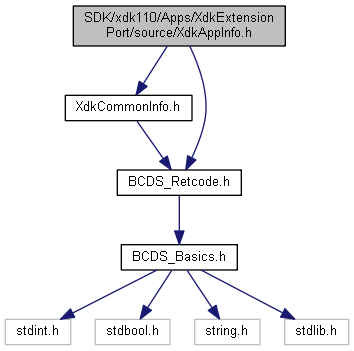 SDK/xdk110/Apps/XdkExtension
Port/source/XdkAppInfo.h
XdkCommonInfo.h
BCDS_Retcode.h
BCDS_Basics.h
stdint.h
stdbool.h
string.h
stdlib.h